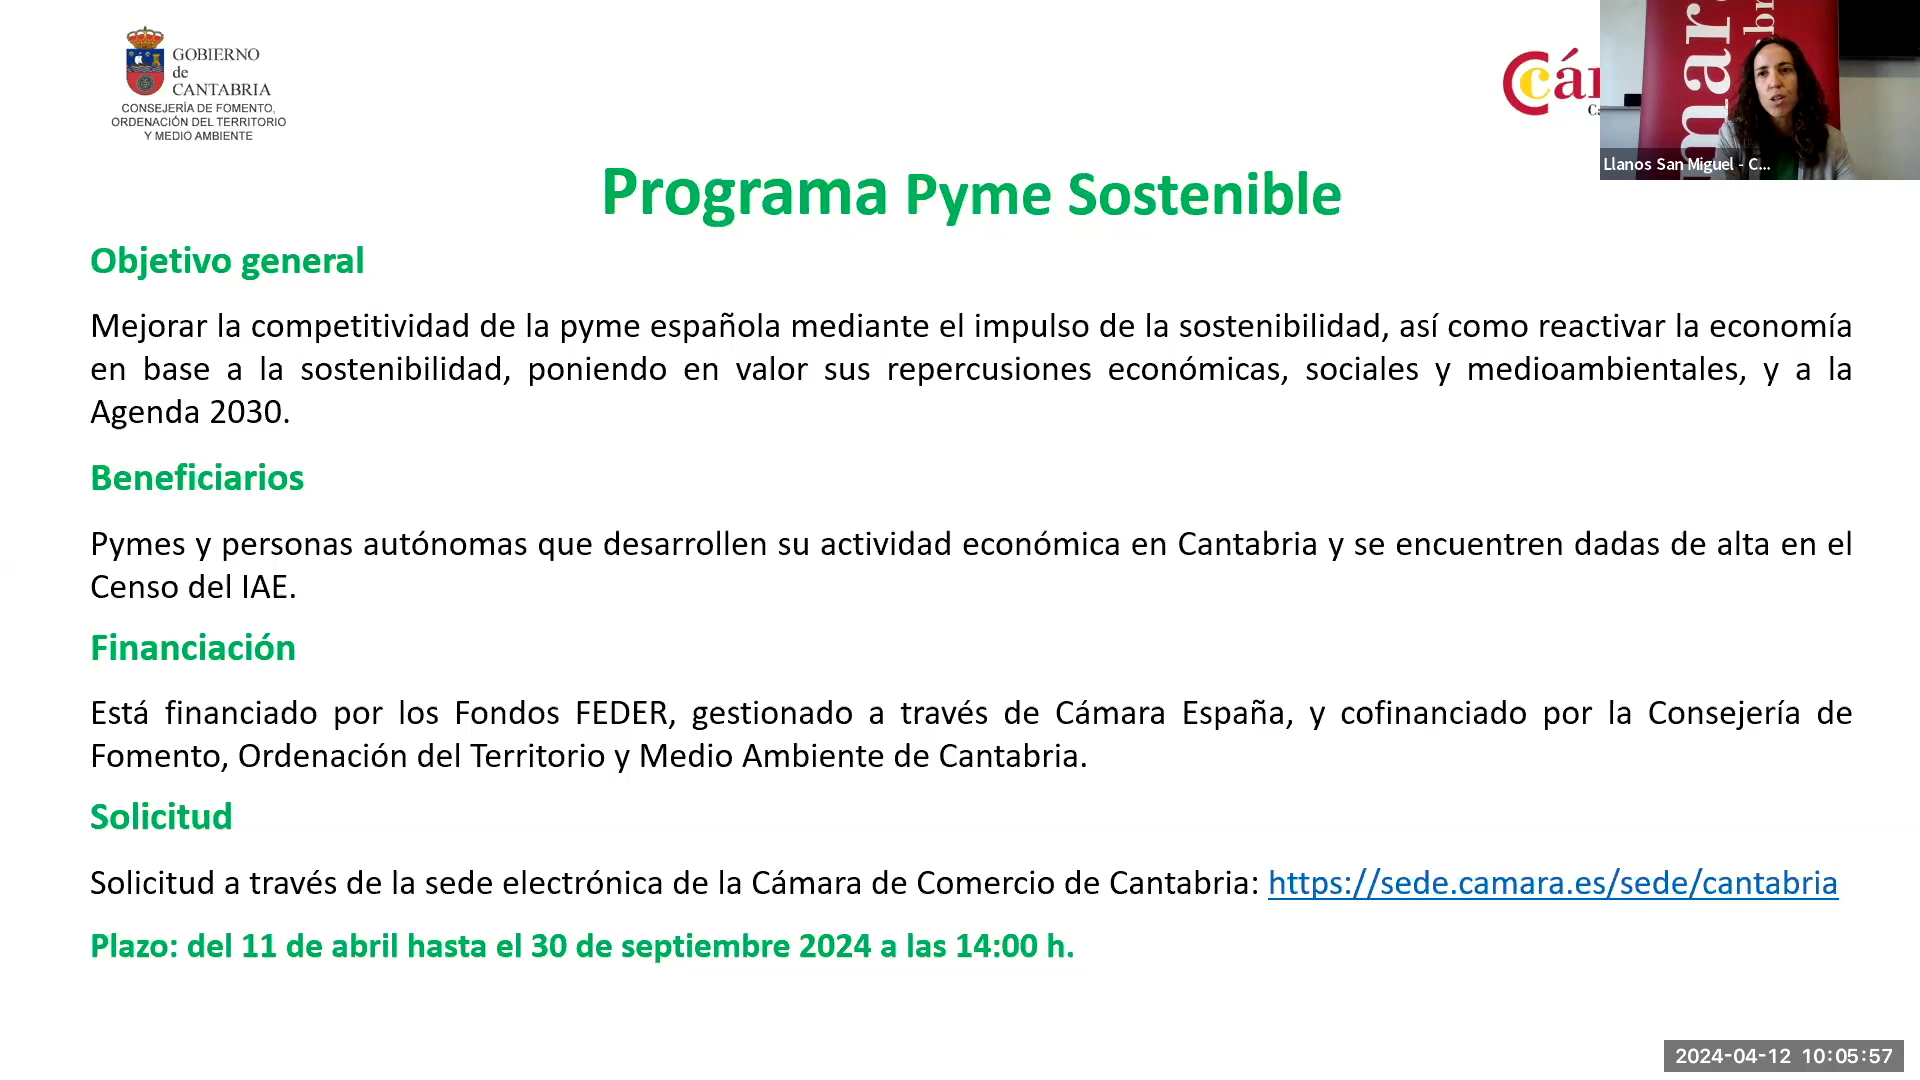 GOBIERNO
de
CANTABRIA
CONSEJERÍA DE FOMENTO,
ORDENACIÓN DEL TERRITORIO
Y MEDIO AMBIENTE
Llanos San Miguel - C...
Programa Pyme Sostenible
Objetivo general
Mejorar la competitividad de la pyme española mediante el impulso de la sostenibilidad, así como reactivar la economía
en base a la sostenibilidad, poniendo en valor sus repercusiones económicas, sociales y medioambientales, y a la
Agenda 2030.
Beneficiarios
Pymes y personas autónomas que desarrollen su actividad económica en Cantabria y se encuentren dadas de alta en el
Censo del IAE.
Financiación
Está financiado por los Fondos FEDER, gestionado a través de Cámara España, y cofinanciado por la Consejería de
Fomento, Ordenación del Territorio y Medio Ambiente de Cantabria.
Solicitud
Solicitud a través de la sede electrónica de la Cámara de Comercio de Cantabria: https://sede.camara.es/sede/cantabria
Plazo: del 11 de abril hasta el 30 de septiembre 2024 a las 14:00 h.
2024-04-12 10:05:57